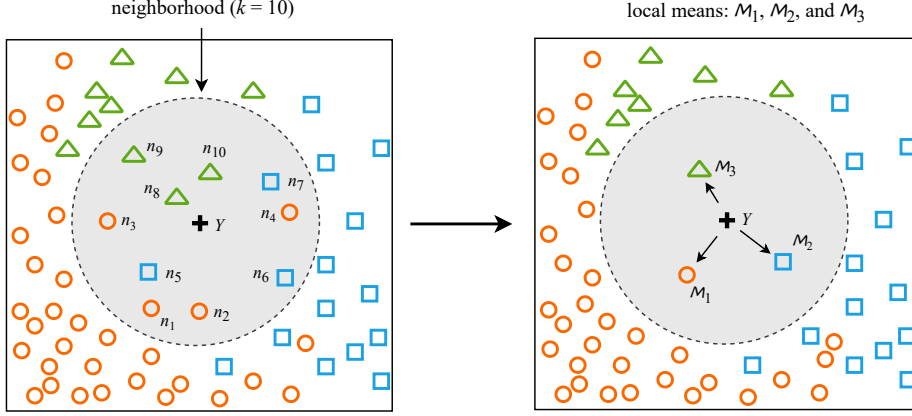 neighborhood (k = 10)
local means: M₁, M₂, and M₃
n₉
n₁₀
n₈
n₇
n₃
n₄
Y
n₅
n₆
n₁
n₂
M₃
Y
M₂
M₁